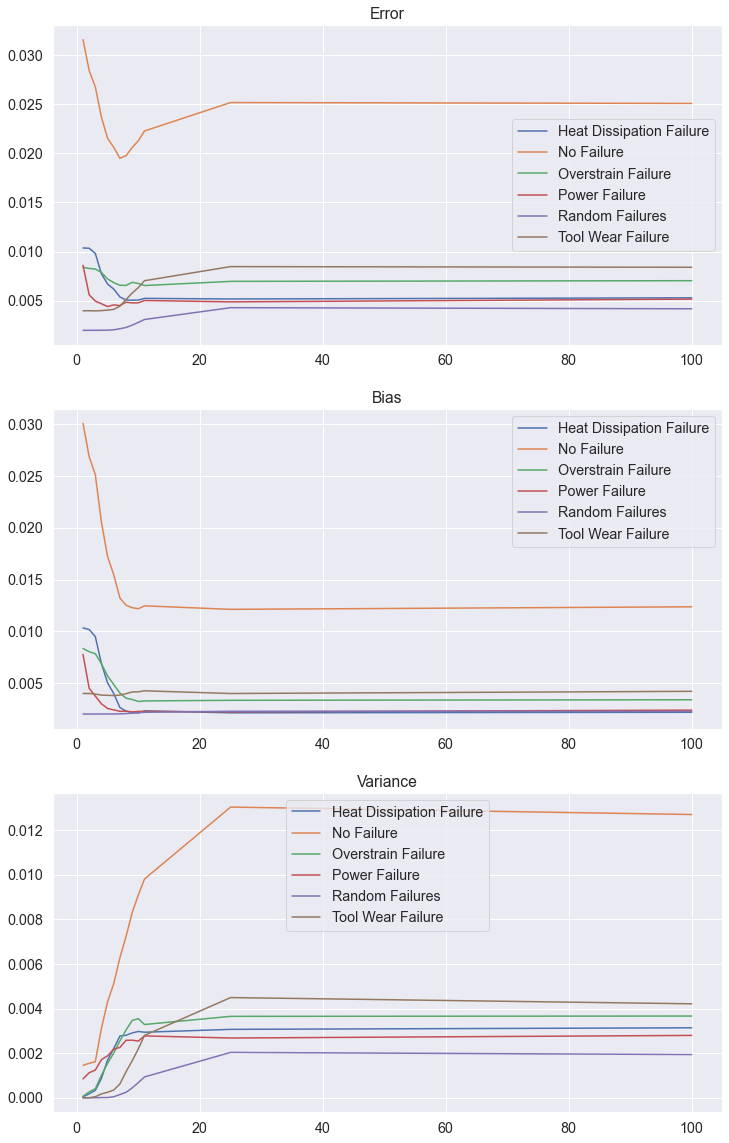 Error
0.030
0.025
0.020
0.015
0.010
0.005
Heat Dissipation Failure
No Failure
Overstrain Failure
Power Failure
Random Failures
Tool Wear Failure
0 20 40 60 80 100
Bias
0.030
0.025
0.020
0.015
0.010
0.005
Heat Dissipation Failure
No Failure
Overstrain Failure
Power Failure
Random Failures
Tool Wear Failure
0 20 40 60 80 100
Variance
0.012
0.010
0.008
0.006
0.004
0.002
0.000
Heat Dissipation Failure
No Failure
Overstrain Failure
Power Failure
Random Failures
Tool Wear Failure
0 20 40 60 80 100